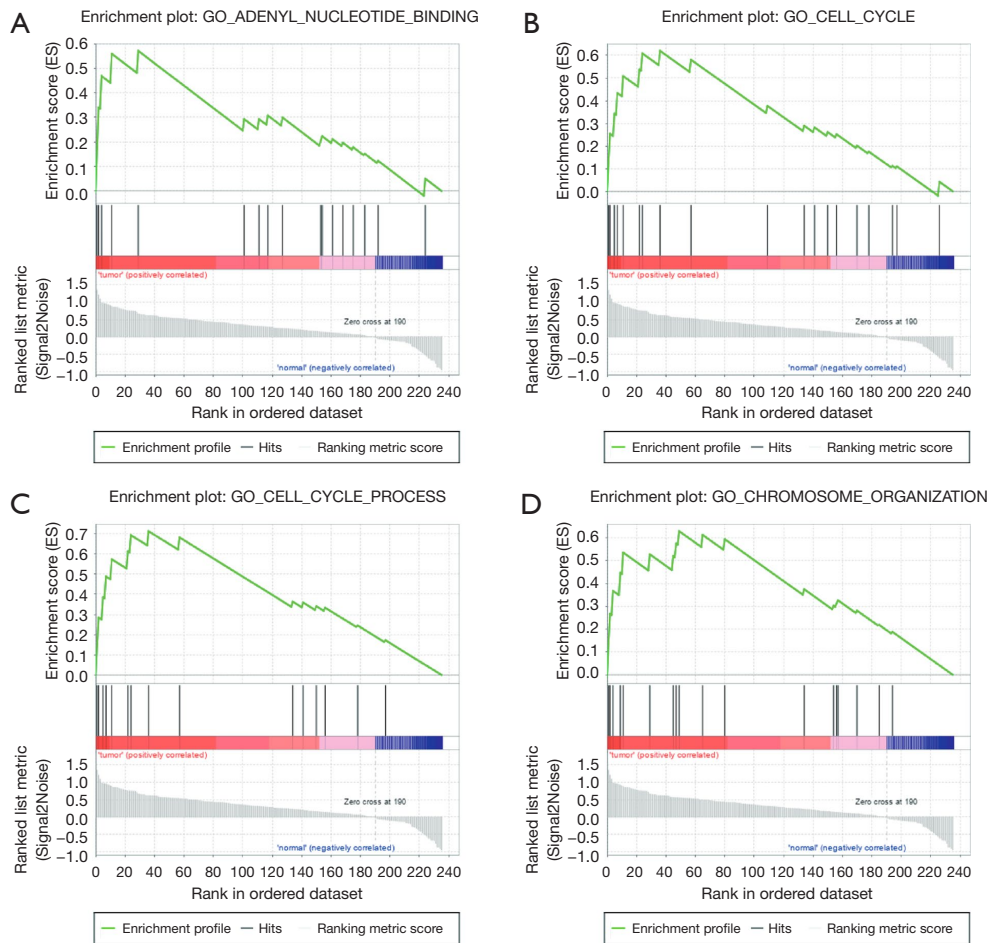 A
Enrichment plot: GO_ADENYL_NUCLEOTIDE_BINDING
Enrichment score (ES)
0.6
0.5
0.4
0.3
0.2
0.1
0.0
'tumor' (positively correlated)
Ranked list metric
(Signal2Noise)
1.5
1.0
0.5
0.0
−0.5
−1.0
Zero cross at 190
'normal' (negatively correlated)
0 20 40 60 80 100 120 140 160 180 200 220 240
Rank in ordered dataset
Enrichment profile Hits Ranking metric score
B
Enrichment plot: GO_CELL_CYCLE
Enrichment score (ES)
0.6
0.5
0.4
0.3
0.2
0.1
0.0
'tumor' (positively correlated)
Ranked list metric
(Signal2Noise)
1.5
1.0
0.5
0.0
−0.5
−1.0
Zero cross at 190
'normal' (negatively correlated)
0 20 40 60 80 100 120 140 160 180 200 220 240
Rank in ordered dataset
Enrichment profile Hits Ranking metric score
C
Enrichment plot: GO_CELL_CYCLE_PROCESS
Enrichment score (ES)
0.7
0.6
0.5
0.4
0.3
0.2
0.1
0.0
'tumor' (positively correlated)
Ranked list metric
(Signal2Noise)
1.5
1.0
0.5
0.0
−0.5
−1.0
Zero cross at 190
'normal' (negatively correlated)
0 20 40 60 80 100 120 140 160 180 200 220 240
Rank in ordered dataset
Enrichment profile Hits Ranking metric score
D
Enrichment plot: GO_CHROMOSOME_ORGANIZATION
Enrichment score (ES)
0.6
0.5
0.4
0.3
0.2
0.1
0.0
'tumor' (positively correlated)
Ranked list metric
(Signal2Noise)
1.5
1.0
0.5
0.0
−0.5
−1.0
Zero cross at 190
'normal' (negatively correlated)
0 20 40 60 80 100 120 140 160 180 200 220 240
Rank in ordered dataset
Enrichment profile Hits Ranking metric score